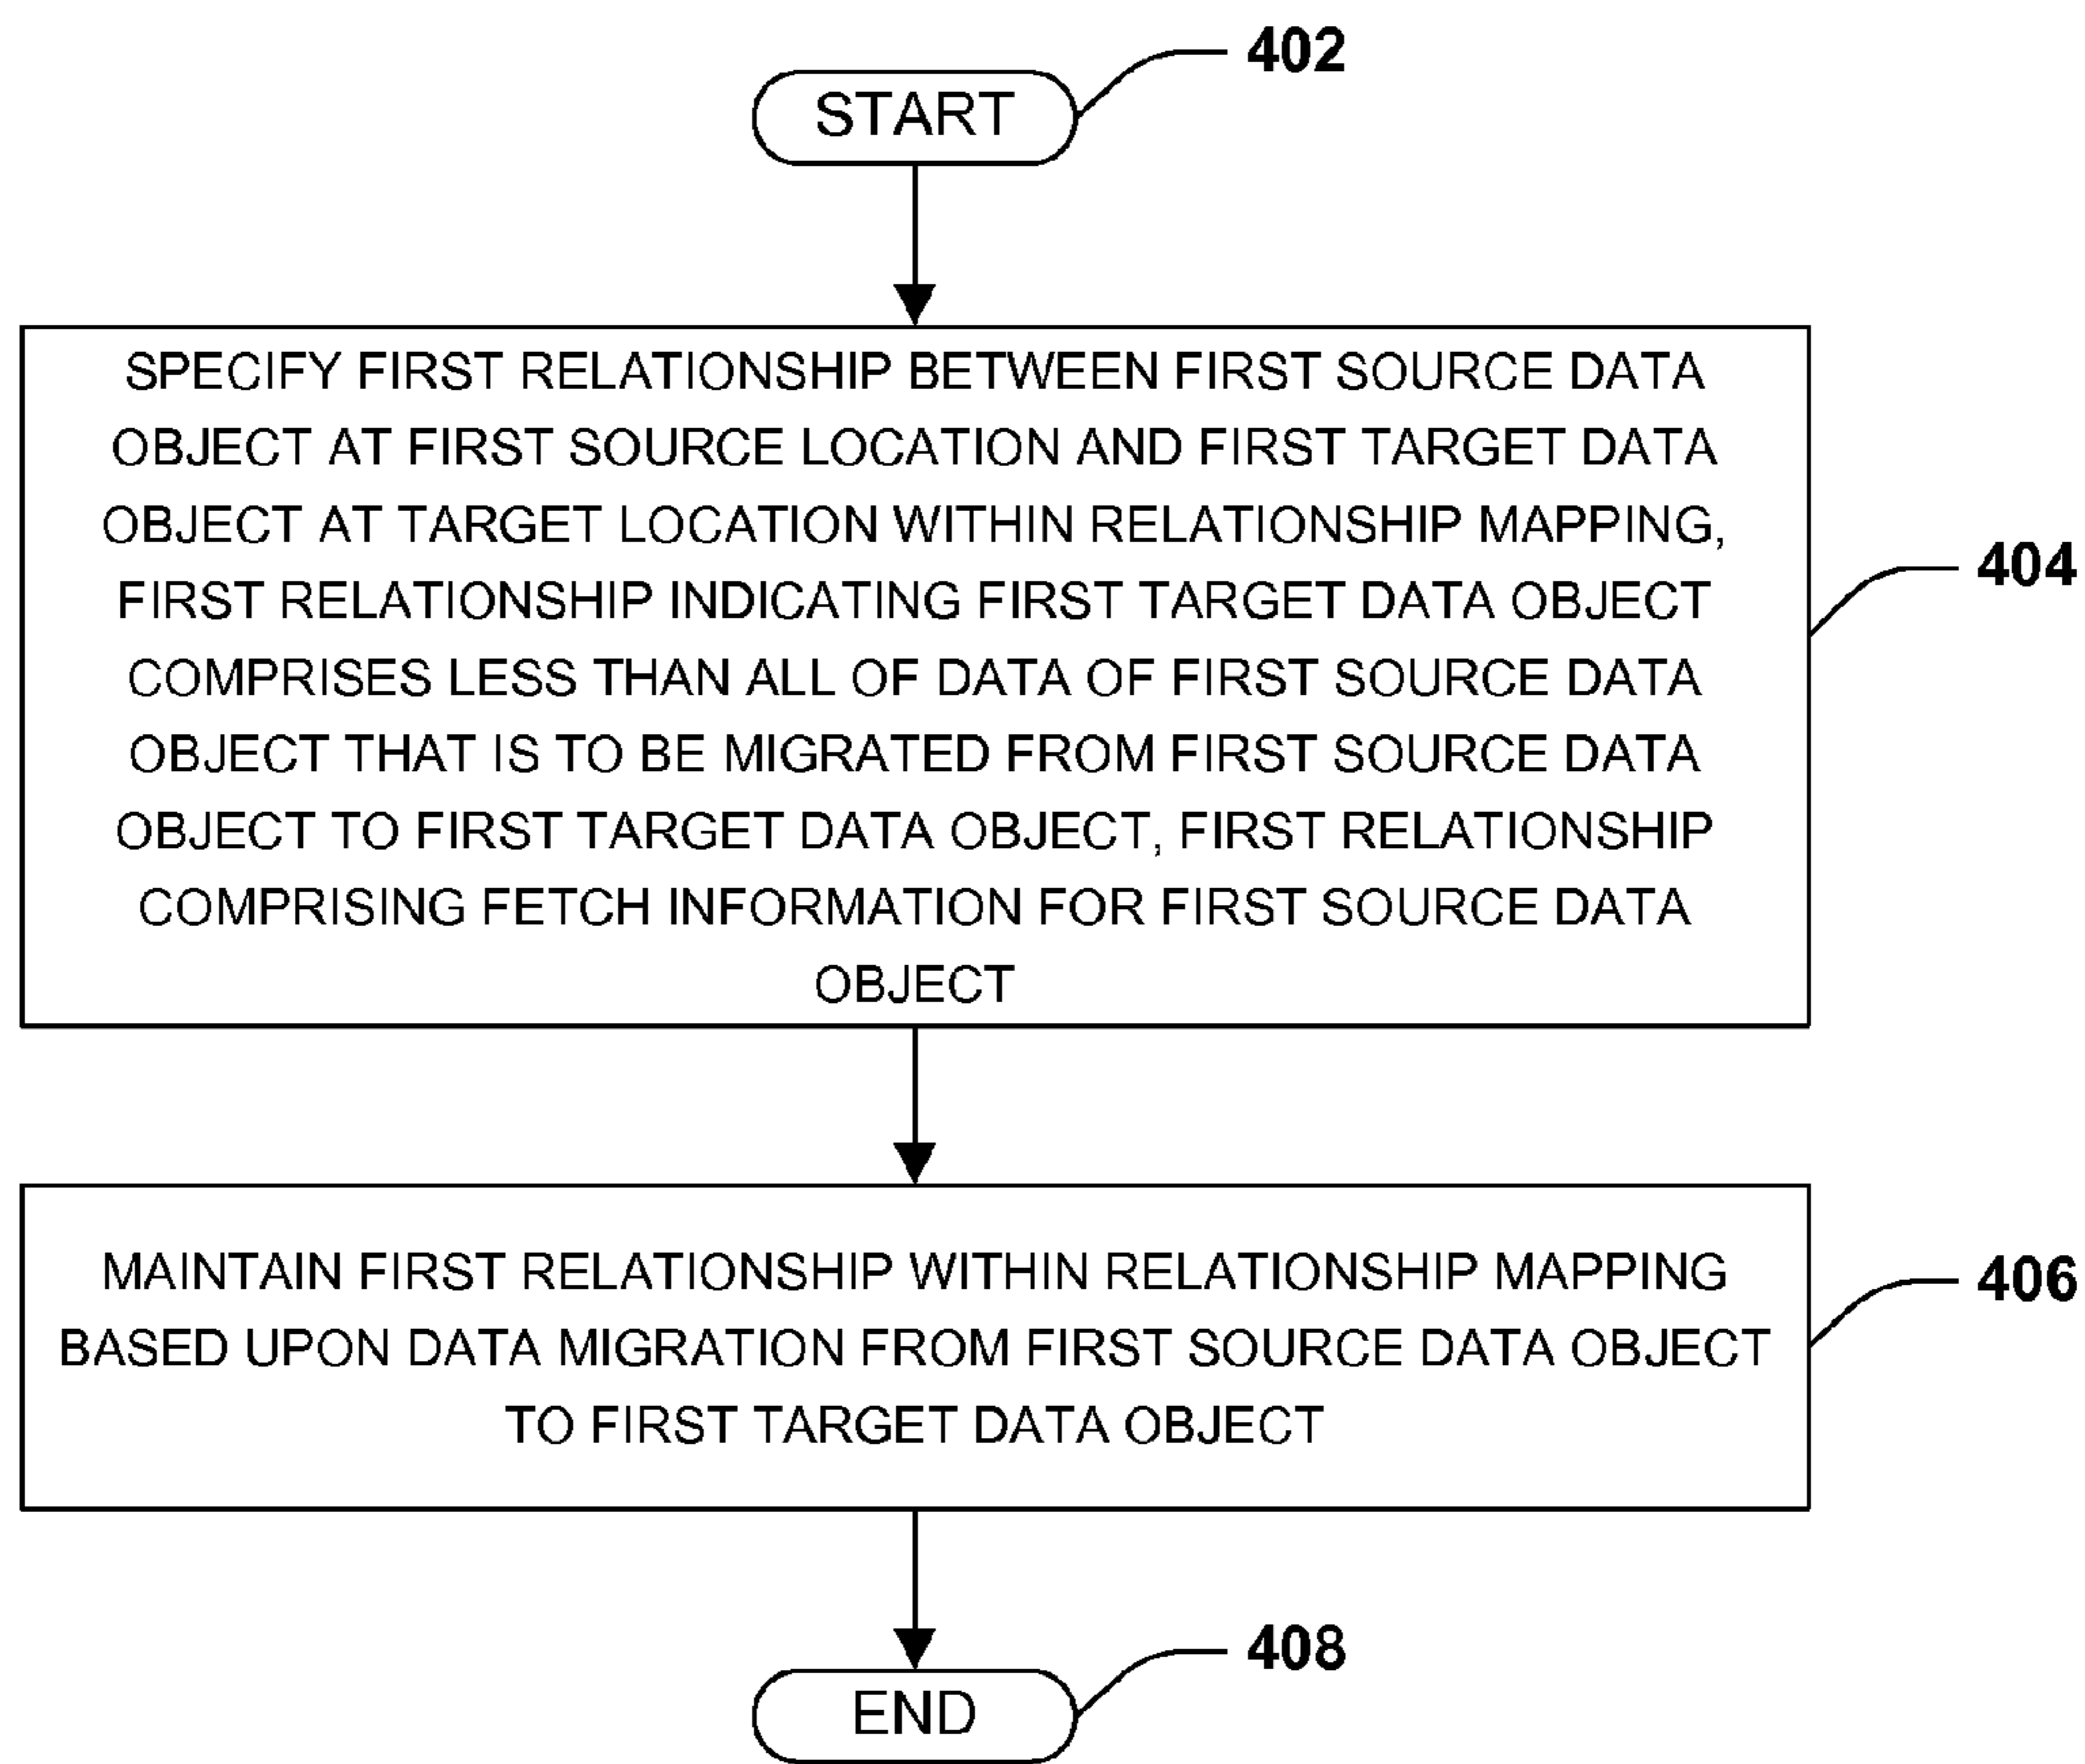 402
START
SPECIFY FIRST RELATIONSHIP BETWEEN FIRST SOURCE DATA
OBJECT AT FIRST SOURCE LOCATION AND FIRST TARGET DATA
OBJECT AT TARGET LOCATION WITHIN RELATIONSHIP MAPPING,
FIRST RELATIONSHIP INDICATING FIRST TARGET DATA OBJECT
COMPRISES LESS THAN ALL OF DATA OF FIRST SOURCE DATA
OBJECT THAT IS TO BE MIGRATED FROM FIRST SOURCE DATA
OBJECT TO FIRST TARGET DATA OBJECT, FIRST RELATIONSHIP
COMPRISING FETCH INFORMATION FOR FIRST SOURCE DATA
OBJECT
404
MAINTAIN FIRST RELATIONSHIP WITHIN RELATIONSHIP MAPPING
BASED UPON DATA MIGRATION FROM FIRST SOURCE DATA OBJECT
TO FIRST TARGET DATA OBJECT
406
408
END